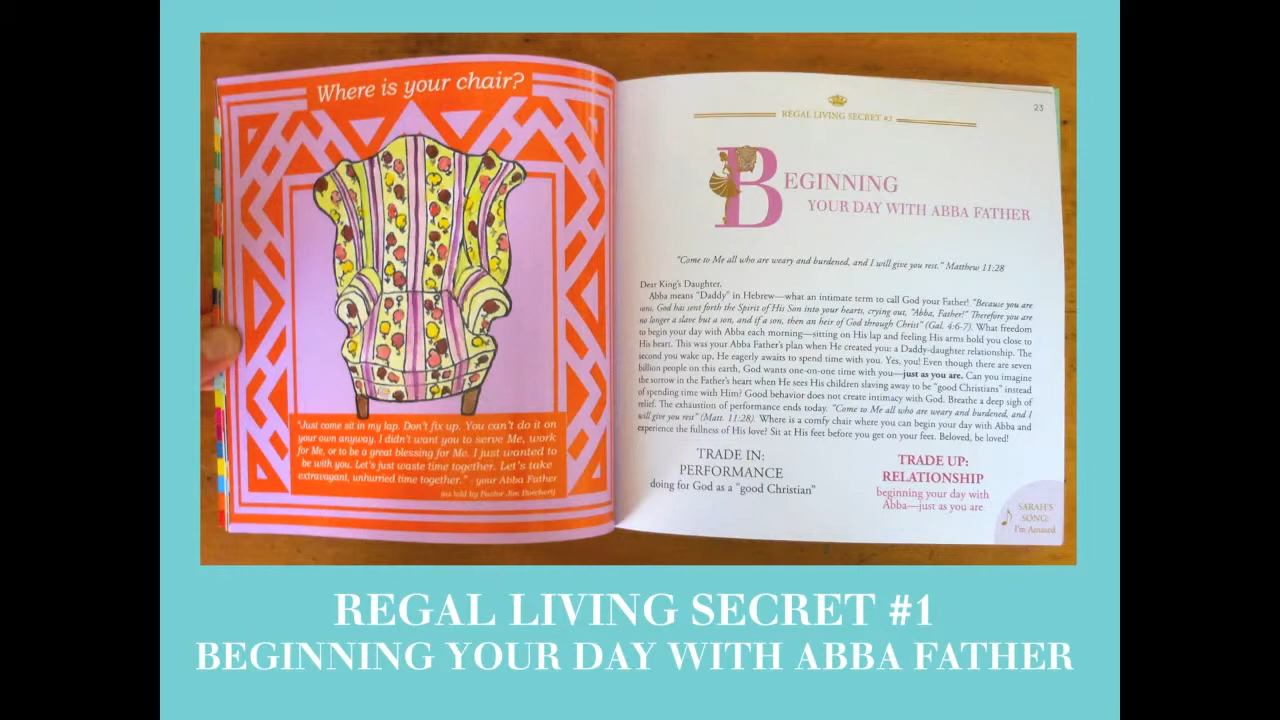 Where is your chair?
"Just come sit in my lap. Don't fix up. You can't do it on
your own anyway. I didn't want you to serve Me, work
for Me, or to be a great blessing for Me. I just wanted to
be with you. Let's just waste time together. Let's take
extravagant, unhurried time together." - your Abba Father
(as told by Pastor Jim Borchert)
23
REGAL LIVING SECRET #1
BEGINNING
YOUR DAY WITH ABBA FATHER
"Come to Me all who are weary and burdened, and I will give you rest." Matthew 11:28
Dear King's Daughter,
Abba means "Daddy" in Hebrew—what an intimate term to call God your Father! "Because you are
sons, God has sent forth the Spirit of His Son into your hearts, crying out, "Abba, Father!" Therefore you are
no longer a slave but a son, and if a son, then an heir of God through Christ" (Gal. 4:6-7). What freedom
to begin your day with Abba each morning—sitting on His lap and feeling His arms hold you close to
His heart. This was your Abba Father's plan when He created you: a Daddy-daughter relationship. The
second you wake up, He eagerly awaits to spend time with you. Yes, you! Even though there are seven
billion people on this earth, God wants one-on-one time with you—just as you are. Can you imagine
the sorrow in the Father's heart when He sees His children slaving away to be "good Christians" instead
of spending time with Him? Good behavior does not create intimacy with God. Breathe a deep sigh of
relief. The exhaustion of performance ends today. "Come to Me all who are weary and burdened, and I
will give you rest" (Matt. 11:28). Where is a comfy chair where you can begin your day with Abba and
experience the fullness of His love? Sit at His feet before you get on your feet. Beloved, be loved!
TRADE IN:
PERFORMANCE
doing for God as a "good Christian"
TRADE UP:
RELATIONSHIP
beginning your day with
Abba—just as you are
SARAH'S
SONG:
I'm Amazed
REGAL LIVING SECRET #1
BEGINNING YOUR DAY WITH ABBA FATHER